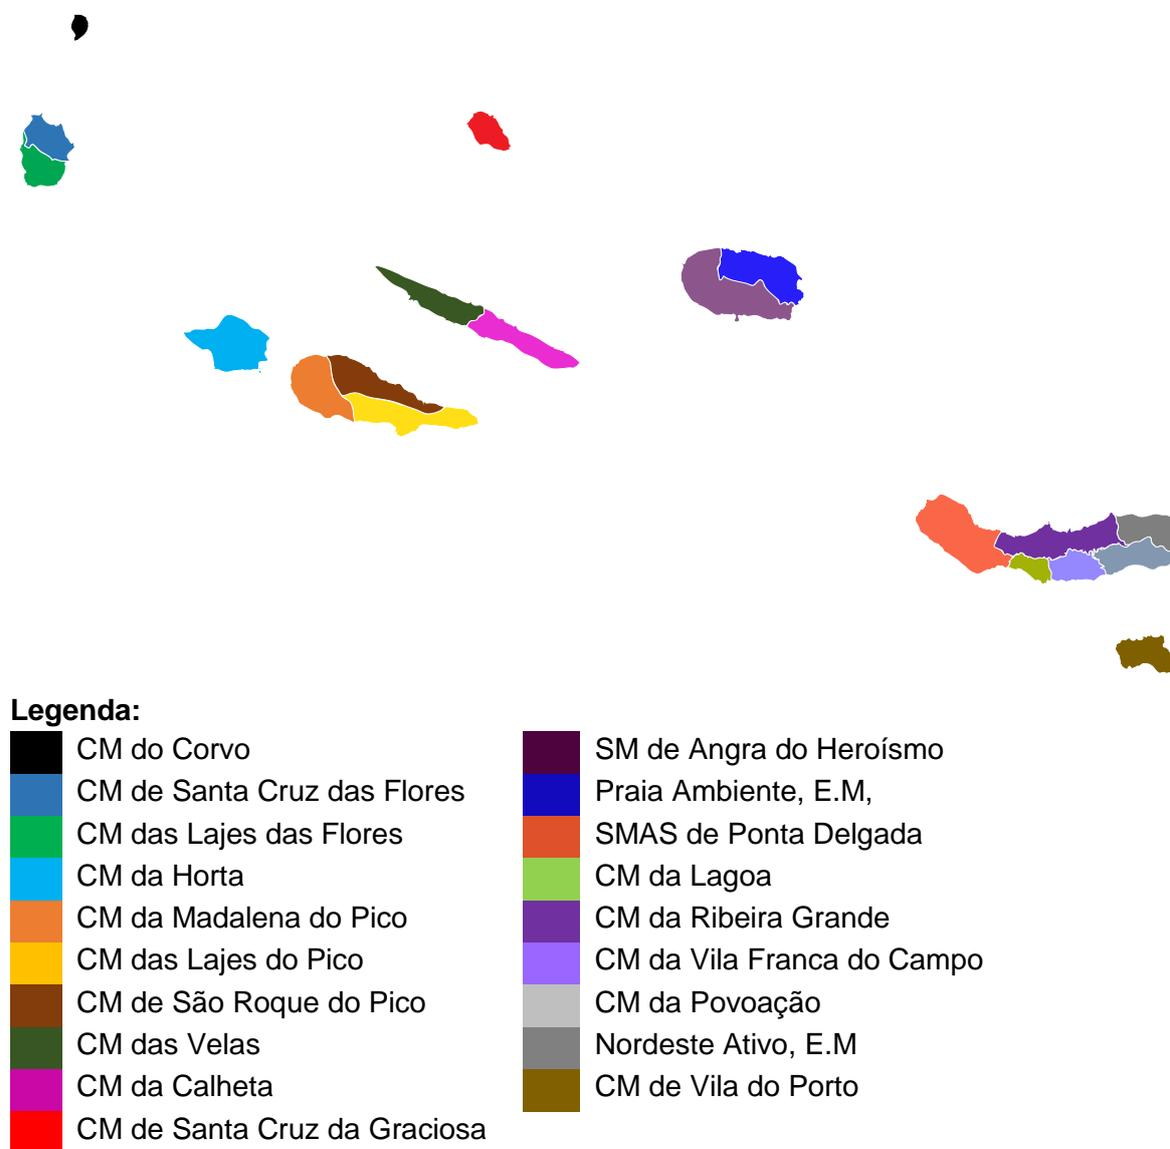 Legenda:
CM do Corvo
CM de Santa Cruz das Flores
CM das Lajes das Flores
CM da Horta
CM da Madalena do Pico
CM das Lajes do Pico
CM de São Roque do Pico
CM das Velas
CM da Calheta
CM de Santa Cruz da Graciosa
SM de Angra do Heroísmo
Praia Ambiente, E.M,
SMAS de Ponta Delgada
CM da Lagoa
CM da Ribeira Grande
CM da Vila Franca do Campo
CM da Povoação
Nordeste Ativo, E.M
CM de Vila do Porto